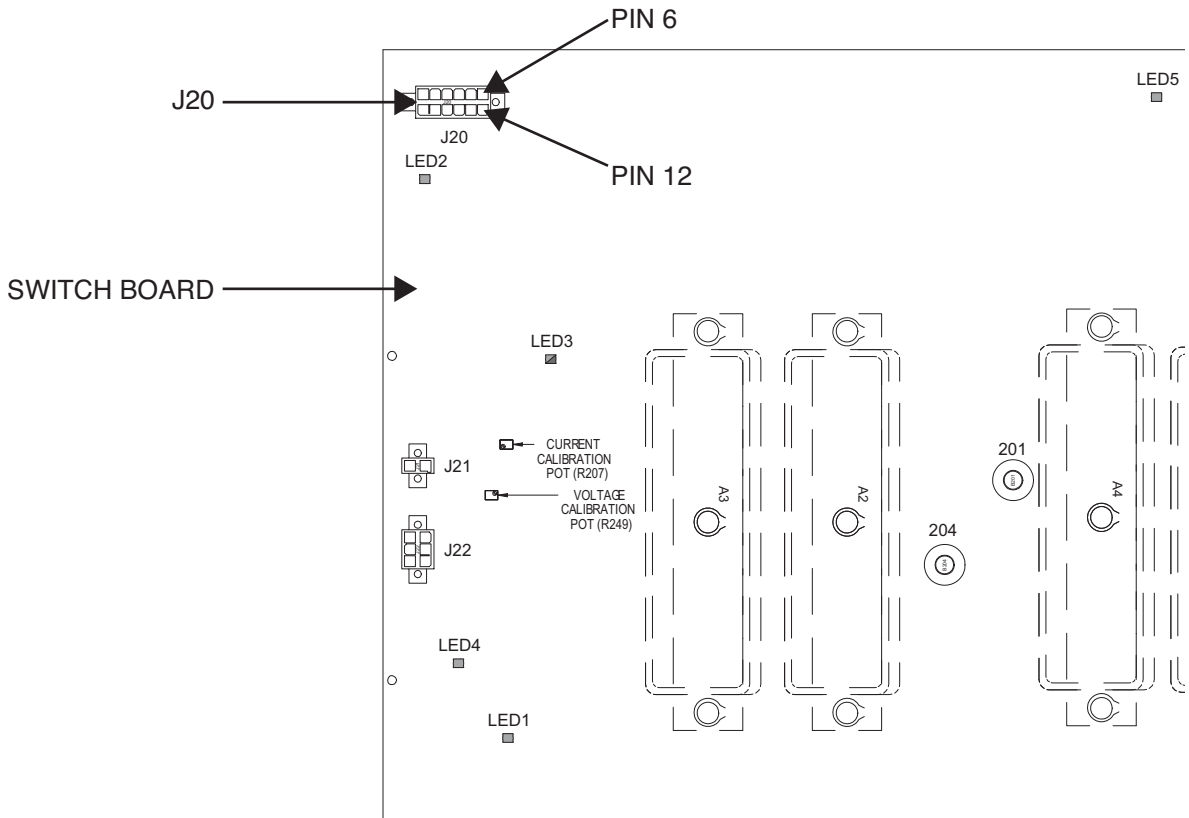 PIN 6
LED5
J20
J20
LED2
PIN 12
SWITCH BOARD
LED3
CURRENT
CALIBRATION
POT (R207)
J21
VOLTAGE
CALIBRATION
POT (R249)
J22
A3
A2
201
A4
204
LED4
LED1